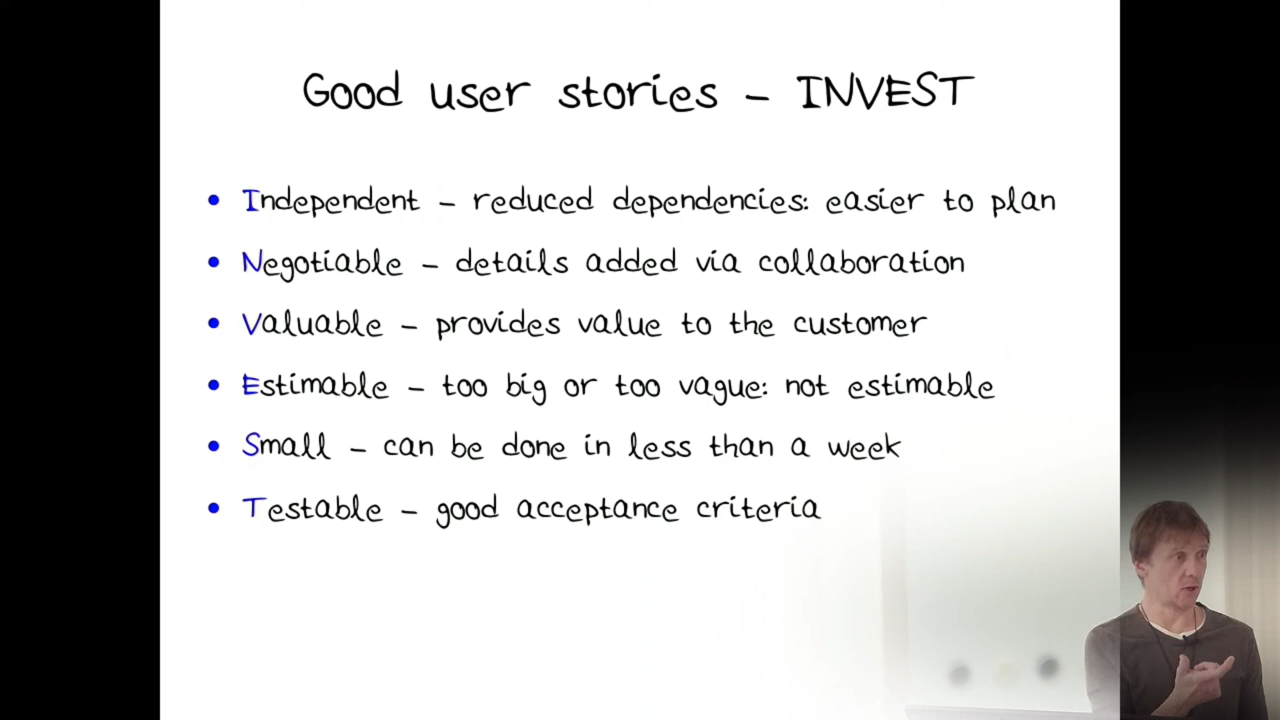 Good user stories - INVEST
• Independent - reduced dependencies: easier to plan
• Negotiable - details added via collaboration
• Valuable - provides value to the customer
• Estimable - too big or too vague: not estimable
• Small - can be done in less than a week
• Testable - good acceptance criteria